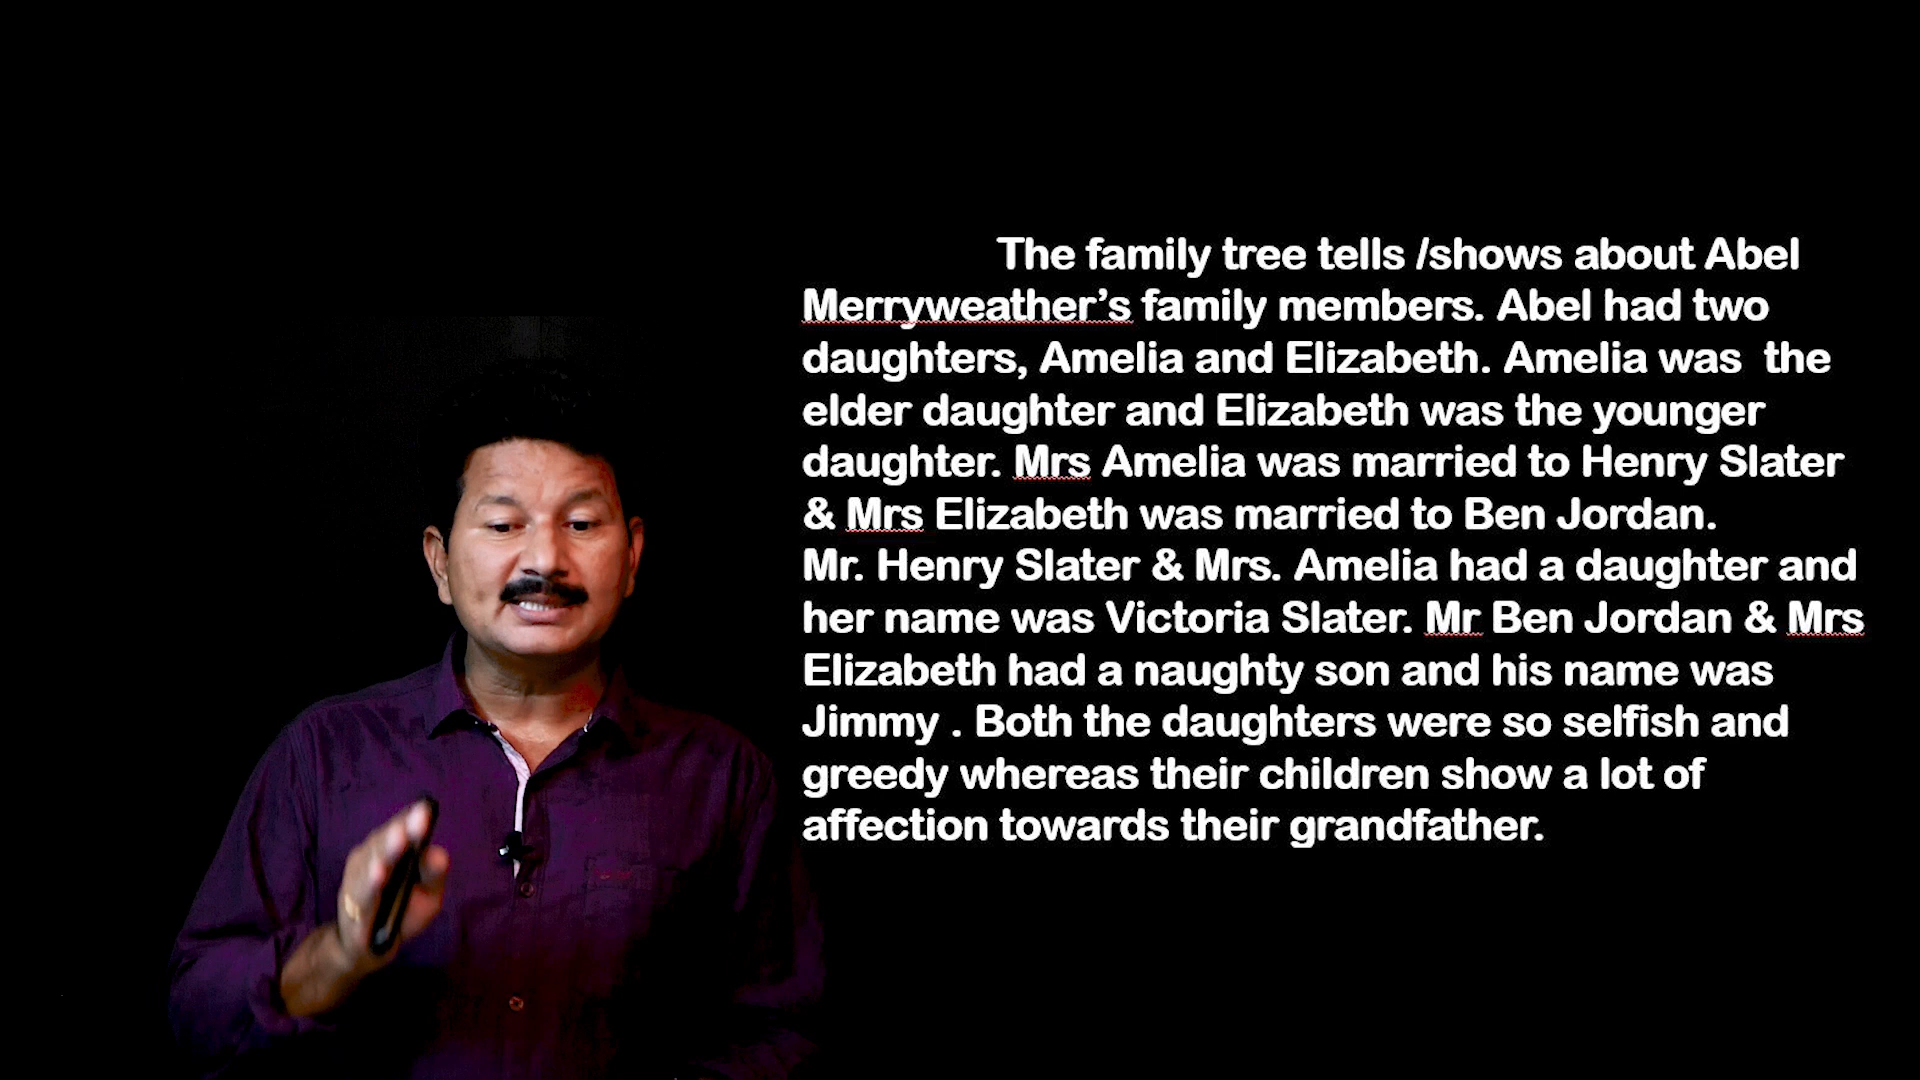 The family tree tells /shows about Abel
Merryweather’s family members. Abel had two
daughters, Amelia and Elizabeth. Amelia was  the
elder daughter and Elizabeth was the younger
daughter. Mrs Amelia was married to Henry Slater
& Mrs Elizabeth was married to Ben Jordan.
Mr. Henry Slater & Mrs. Amelia had a daughter and
her name was Victoria Slater. Mr Ben Jordan & Mrs
Elizabeth had a naughty son and his name was
Jimmy . Both the daughters were so selfish and
greedy whereas their children show a lot of
affection towards their grandfather.